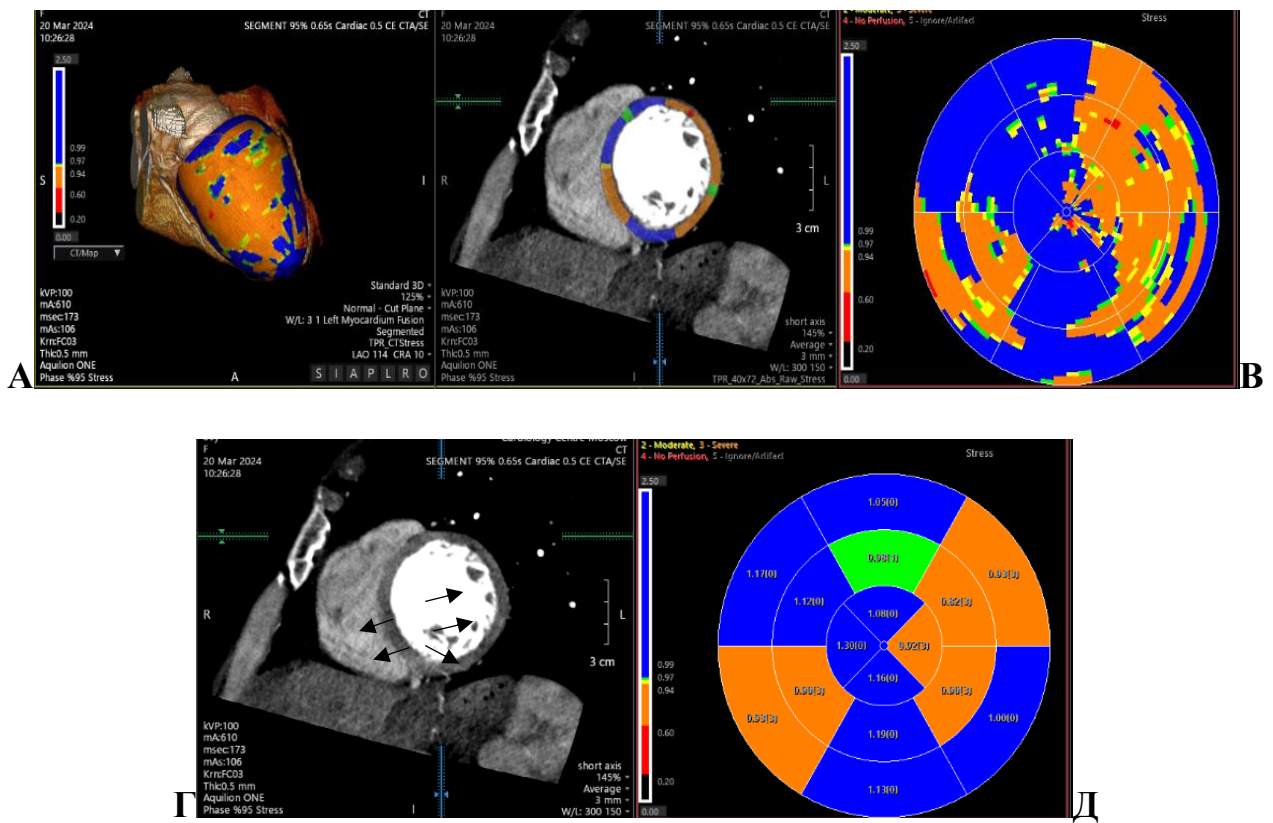 F
CT
20 Mar 2024
SEGMENT 95% 0.65s Cardiac 0.5 CE CTA/SE
10:26:28
2.50
0.99
0.97
0.94
0.60
0.20
0.00
CT/Map
S
I
kVp:100
mA:610
msec:173
mAs:106
Krn:FC03
Thk:0.5 mm
Aquilion ONE
Phase %95 Stress
A
Standard 3D
125%
Normal - Cut Plane
W/L: 3 1 Left Myocardium Fusion
Segmented
TPR_CTStress
LAO 114 CRA 10
S I A P L R O
F
CT
20 Mar 2024
SEGMENT 95% 0.65s Cardiac 0.5 CE CTA/SE
10:26:28
R
L
3 cm
kVP:100
mA:610
msec:173
mAs:106
Krn:FC03
Thk:0.5 mm
Aquilion ONE
Phase %95 Stress
I
short axis
145%
Average
3 mm
W/L: 300 150
TPR_40x72_Abs_Raw_Stress
2 - Moderate, 3 - Severe
4 - No Perfusion, 5 - Ignore/Artifact
Stress
2.50
0.99
0.97
0.94
0.60
0.20
0.00
А
В
F
CT
20 Mar 2024
SEGMENT 95% 0.65s Cardiac 0.5 CE CTA/SE
10:26:28
R
L
3 cm
kVP:100
mA:610
msec:173
mAs:106
Krn:FC03
Thk:0.5 mm
Aquilion ONE
Phase %95 Stress
I
short axis
145%
Average
3 mm
W/L: 300 150
2 - Moderate, 3 - Severe
4 - No Perfusion, 5 - Ignore/Artifact
Stress
2.50
0.99
0.97
0.94
0.60
0.20
0.00
1.05(0)
0.98(1)
0.93(3)
1.17(0)
1.12(0)
0.82(3)
1.08(0)
1.30(0)
0.92(3)
1.16(0)
0.90(3)
0.93(3)
1.00(0)
1.19(0)
1.13(0)
Г
Д